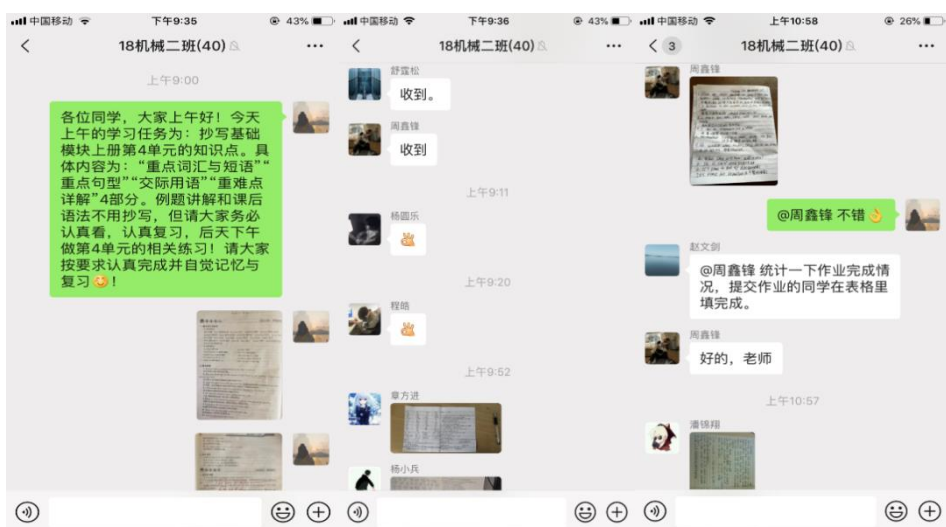 中国移动
下午9:35
43%
18机械二班(40)
上午9:00
各位同学，大家上午好！今天
上午的学习任务为：抄写基础
模块上册第4单元的知识点。具
体内容为：“重点词汇与短语”“
重点句型”“交际用语”“重难点
详解”4部分。例题讲解和课后
语法不用抄写，但请大家务必
认真看，认真复习，后天下午
做第4单元的相关练习！请大家
按要求认真完成并自觉记忆与
复习😊！
中国移动
下午9:36
43%
18机械二班(40)
舒霆松
收到。
周鑫锋
收到
上午9:11
杨圆乐
上午9:20
程皓
上午9:52
章方进
杨小兵
中国移动
上午10:58
26%
3
18机械二班(40)
周鑫锋
@周鑫锋 不错👌
赵文剑
@周鑫锋 统计一下作业完成情
况，提交作业的同学在表格里
填完成。
周鑫锋
好的，老师
上午10:57
潘锦翔